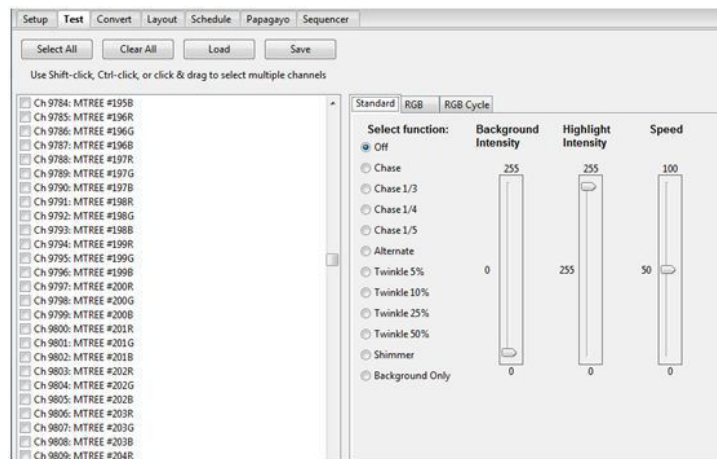 Setup Test Convert Layout Schedule Papagayo Sequencer
Select All Clear All Load Save
Use Shift-click, Ctrl-click, or click & drag to select multiple channels
Ch 9784: MTREE #195B
Ch 9785: MTREE #196R
Ch 9786: MTREE #196G
Ch 9787: MTREE #196B
Ch 9788: MTREE #197R
Ch 9789: MTREE #197G
Ch 9790: MTREE #197B
Ch 9791: MTREE #198R
Ch 9792: MTREE #198G
Ch 9793: MTREE #198B
Ch 9794: MTREE #199R
Ch 9795: MTREE #199G
Ch 9796: MTREE #199B
Ch 9797: MTREE #200R
Ch 9798: MTREE #200G
Ch 9799: MTREE #200B
Ch 9800: MTREE #201R
Ch 9801: MTREE #201G
Ch 9802: MTREE #201B
Ch 9803: MTREE #202R
Ch 9804: MTREE #202G
Ch 9805: MTREE #202B
Ch 9806: MTREE #203R
Ch 9807: MTREE #203G
Ch 9808: MTREE #203B
Ch 9809: MTREE #204R
Standard RGB RGB Cycle
Select function:
Off
Chase
Chase 1/3
Chase 1/4
Chase 1/5
Alternate
Twinkle 5%
Twinkle 10%
Twinkle 25%
Twinkle 50%
Shimmer
Background Only
Background
Intensity
255
0
0
Highlight
Intensity
255
255
0
Speed
100
50
0